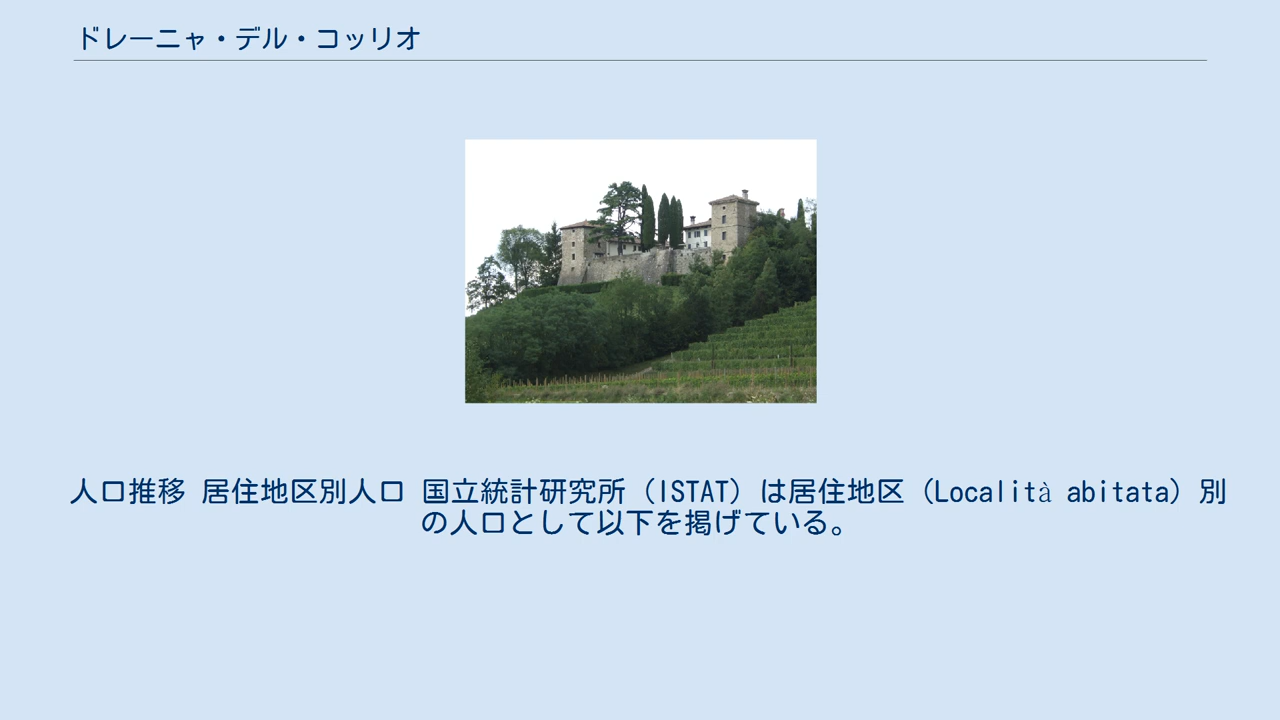 ドレーニャ・デル・コッリオ
人口推移 居住地区別人口 国立統計研究所（ISTAT）は居住地区（Località abitata）別
の人口として以下を掲げている。